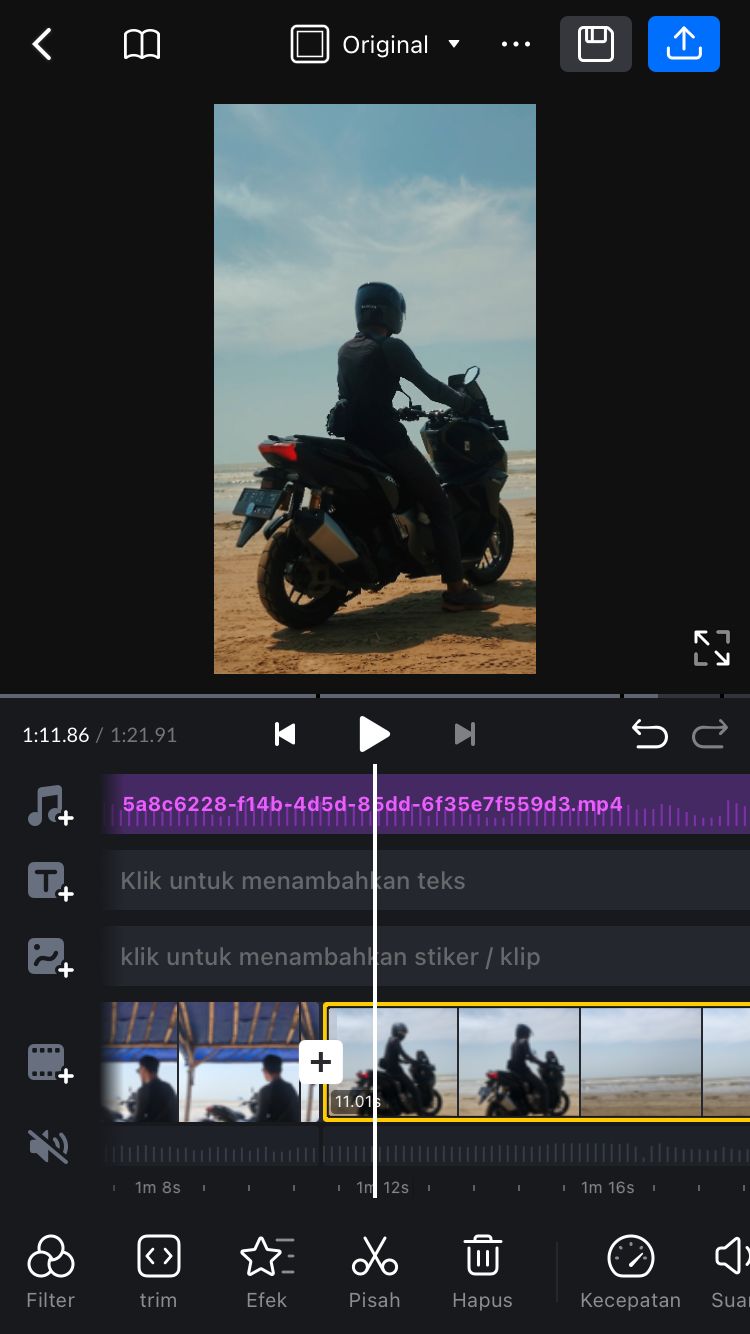 Original
1:11.86 / 1:21.91
5a8c6228-f14b-4d5d-85dd-6f35e7f559d3.mp4
Klik untuk menambahkan teks
klik untuk menambahkan stiker / klip
11.01s
1m 8s 1m 12s 1m 16s
Filter trim Efek Pisah Hapus Kecepatan Suar